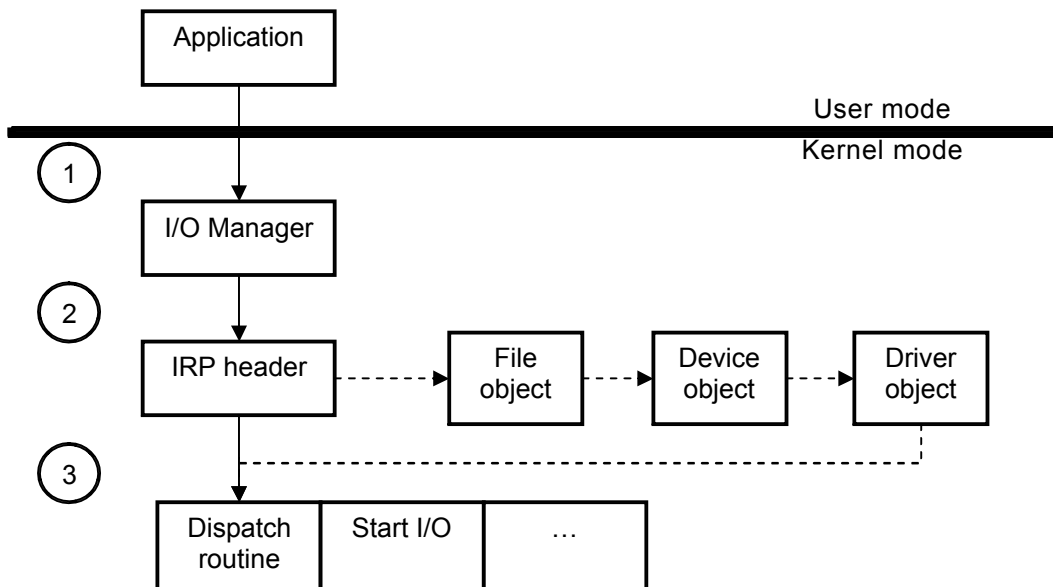 Application
User mode
Kernel mode
1
I/O Manager
2
IRP header
File
object
Device
object
Driver
object
3
Dispatch
routine
Start I/O
…